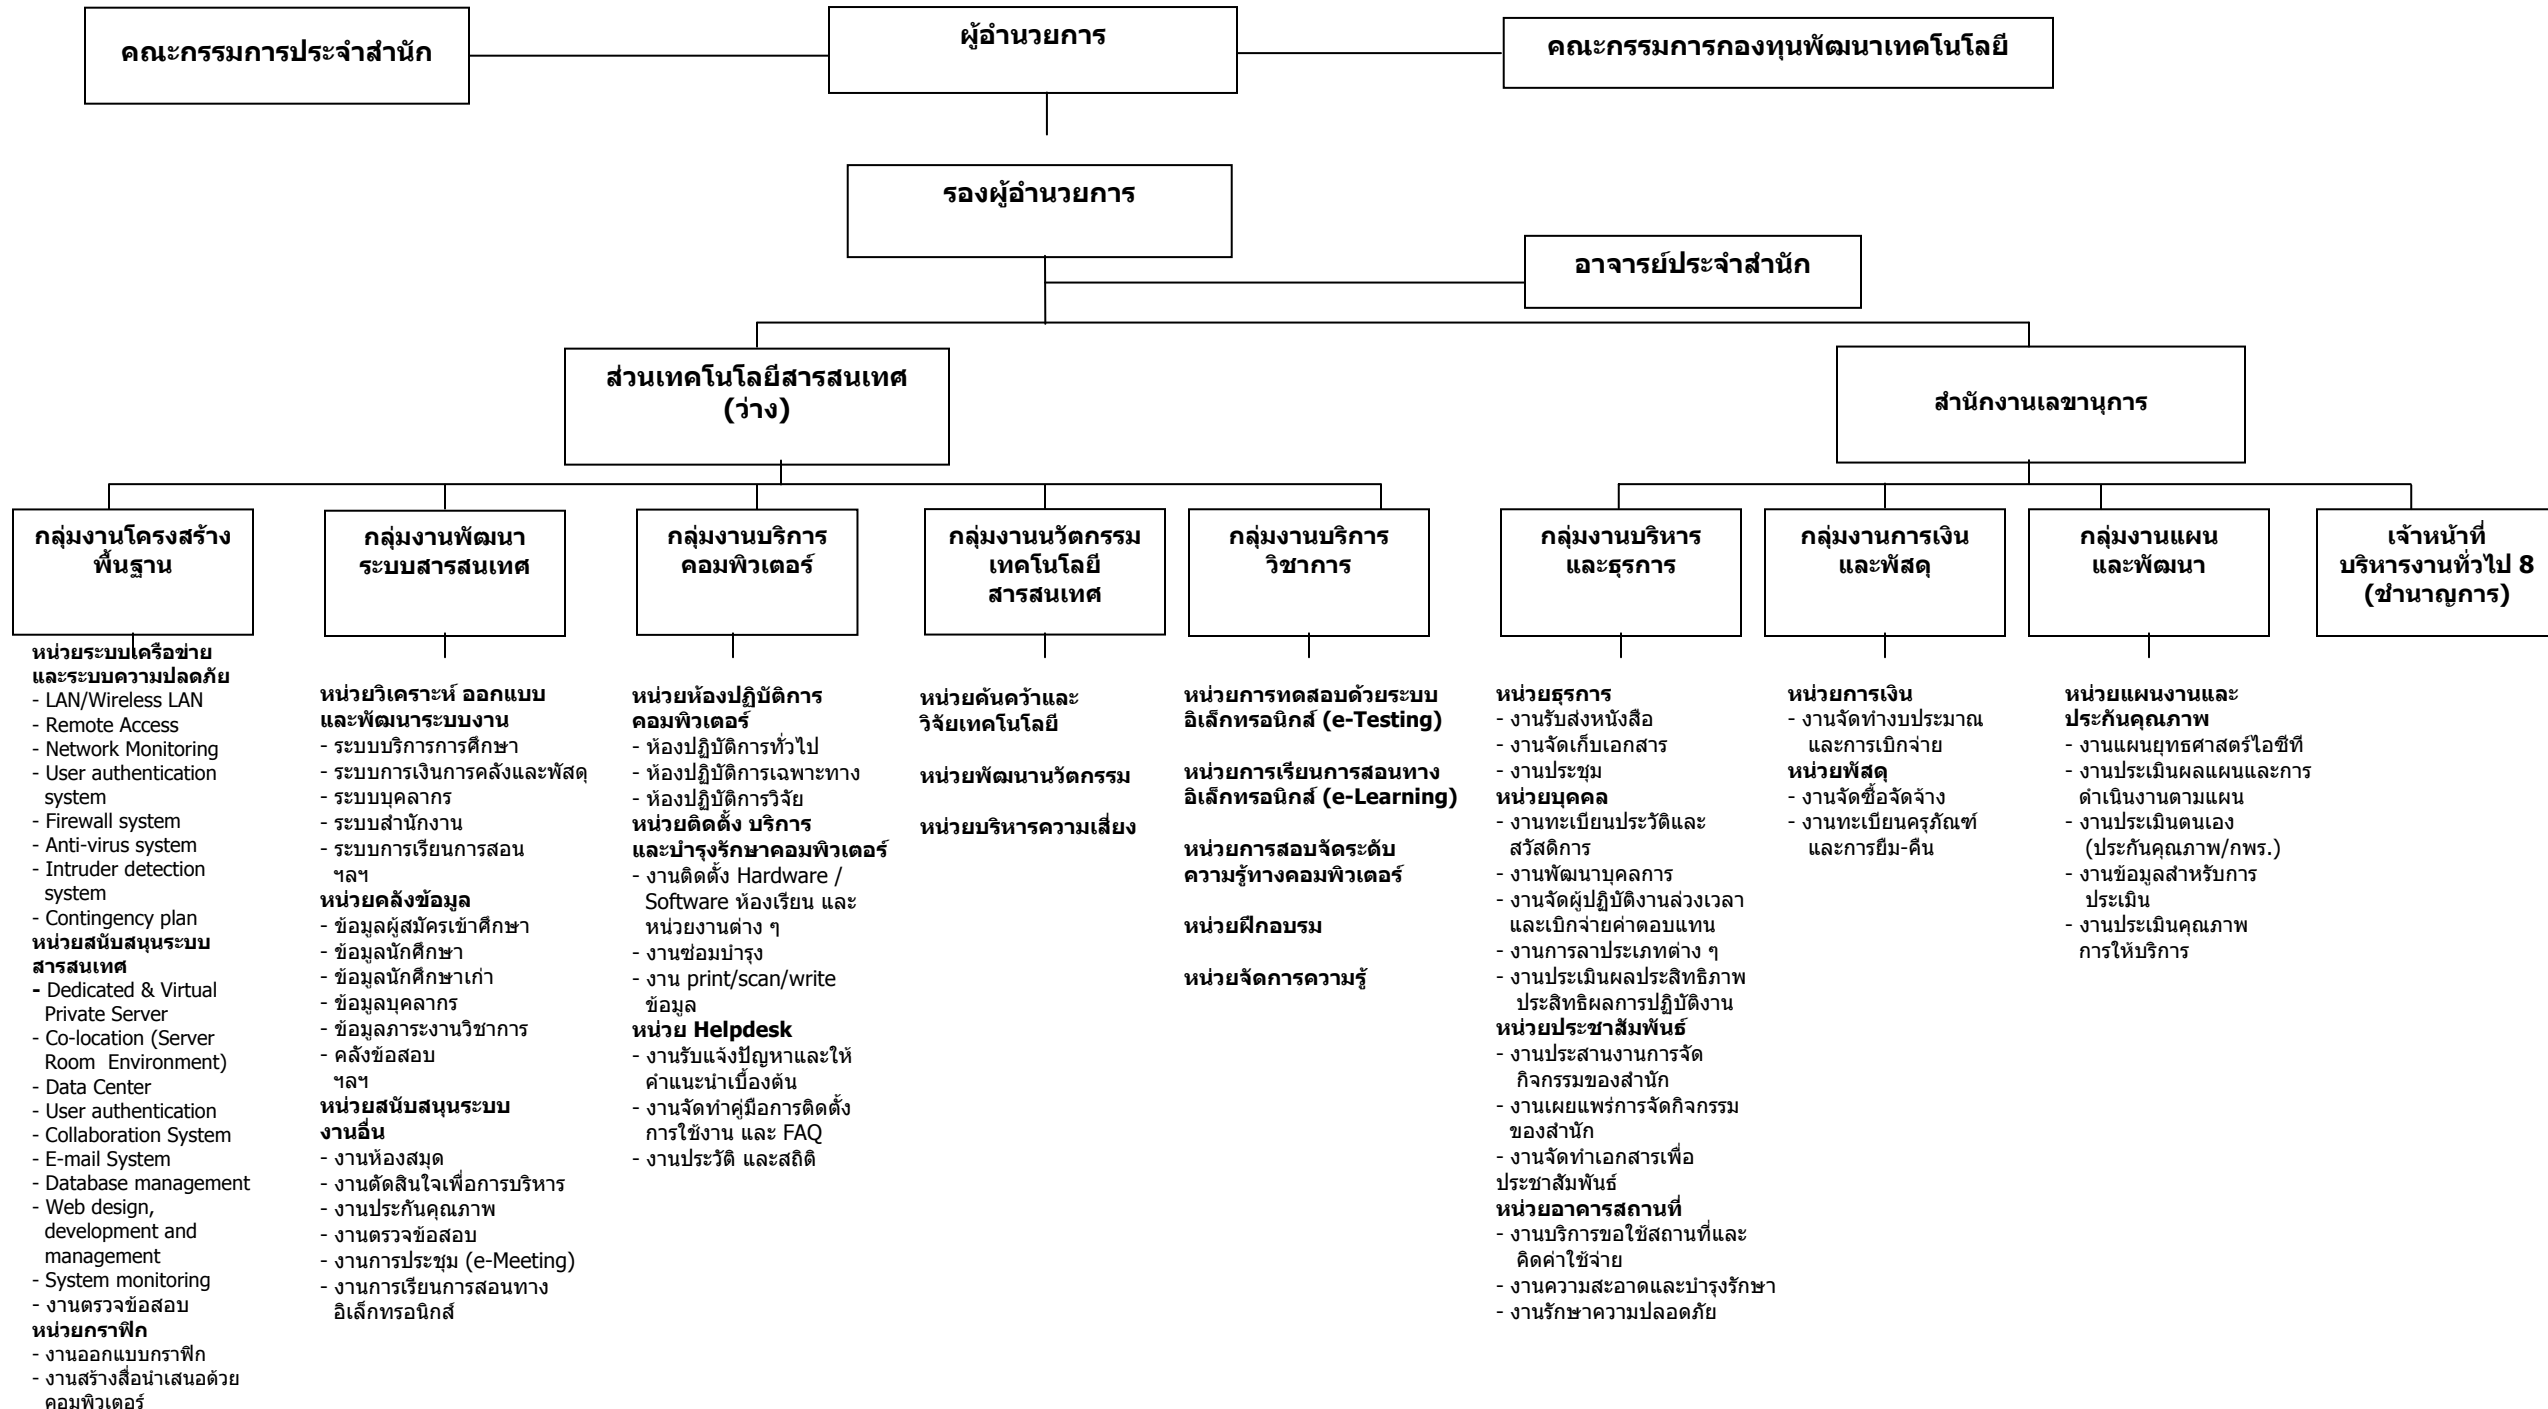 คณะกรรมการประจำสำนัก
ผู้อำนวยการ
คณะกรรมการกองทุนพัฒนาเทคโนโลยี
รองผู้อำนวยการ
อาจารย์ประจำสำนัก
ส่วนเทคโนโลยีสารสนเทศ
(ว่าง)
สำนักงานเลขานุการ
กลุ่มงานโครงสร้าง
พื้นฐาน
กลุ่มงานพัฒนา
ระบบสารสนเทศ
กลุ่มงานบริการ
คอมพิวเตอร์
กลุ่มงานนวัตกรรม
เทคโนโลยี
สารสนเทศ
กลุ่มงานบริการ
วิชาการ
กลุ่มงานบริหาร
และธุรการ
กลุ่มงานการเงิน
และพัสดุ
กลุ่มงานแผน
และพัฒนา
เจ้าหน้าที่
บริหารงานทั่วไป 8
(ชำนาญการ)
หน่วยระบบเครือข่าย
และระบบความปลดภัย
- LAN/Wireless LAN
- Remote Access
- Network Monitoring
- User authentication
system
- Firewall system
- Anti-virus system
- Intruder detection
system
- Contingency plan
หน่วยสนับสนุนระบบ
สารสนเทศ
- Dedicated & Virtual
Private Server
- Co-location (Server
Room Environment)
- Data Center
- User authentication
- Collaboration System
- E-mail System
- Database management
- Web design,
development and
management
- System monitoring
- งานตรวจข้อสอบ
หน่วยกราฟิก
- งานออกแบบกราฟิก
- งานสร้างสื่อนำเสนอด้วย
คอมพิวเตอร์
หน่วยวิเคราะห์ ออกแบบ
และพัฒนาระบบงาน
- ระบบบริการการศึกษา
- ระบบการเงินการคลังและพัสดุ
- ระบบบุคลากร
- ระบบสำนักงาน
- ระบบการเรียนการสอน
ฯลฯ
หน่วยคลังข้อมูล
- ข้อมูลผู้สมัครเข้าศึกษา
- ข้อมูลนักศึกษา
- ข้อมูลนักศึกษาเก่า
- ข้อมูลบุคลากร
- ข้อมูลภาระงานวิชาการ
- คลังข้อสอบ
ฯลฯ
หน่วยสนับสนุนระบบ
งานอื่น
- งานห้องสมุด
- งานตัดสินใจเพื่อการบริหาร
- งานประกันคุณภาพ
- งานตรวจข้อสอบ
- งานการประชุม (e-Meeting)
- งานการเรียนการสอนทาง
อิเล็กทรอนิกส์
หน่วยห้องปฏิบัติการ
คอมพิวเตอร์
- ห้องปฏิบัติการทั่วไป
- ห้องปฏิบัติการเฉพาะทาง
- ห้องปฏิบัติการวิจัย
หน่วยติดตั้ง บริการ
และบำรุงรักษาคอมพิวเตอร์
- งานติดตั้ง Hardware /
Software ห้องเรียน และ
หน่วยงานต่าง ๆ
- งานซ่อมบำรุง
- งาน print/scan/write
ข้อมูล
หน่วย Helpdesk
- งานรับแจ้งปัญหาและให้
คำแนะนำเบื้องต้น
- งานจัดทำคู่มือการติดตั้ง
การใช้งาน และ FAQ
- งานประวัติ และสถิติ
หน่วยค้นคว้าและ
วิจัยเทคโนโลยี
หน่วยพัฒนานวัตกรรม
หน่วยบริหารความเสี่ยง
หน่วยการทดสอบด้วยระบบ
อิเล็กทรอนิกส์ (e-Testing)
หน่วยการเรียนการสอนทาง
อิเล็กทรอนิกส์ (e-Learning)
หน่วยการสอบจัดระดับ
ความรู้ทางคอมพิวเตอร์
หน่วยฝึกอบรม
หน่วยจัดการความรู้
หน่วยธุรการ
- งานรับส่งหนังสือ
- งานจัดเก็บเอกสาร
- งานประชุม
หน่วยบุคคล
- งานทะเบียนประวัติและ
สวัสดิการ
- งานพัฒนาบุคลการ
- งานจัดผู้ปฏิบัติงานล่วงเวลา
และเบิกจ่ายค่าตอบแทน
- งานการลาประเภทต่าง ๆ
- งานประเมินผลประสิทธิภาพ
ประสิทธิผลการปฏิบัติงาน
หน่วยประชาสัมพันธ์
- งานประสานงานการจัด
กิจกรรมของสำนัก
- งานเผยแพร่การจัดกิจกรรม
ของสำนัก
- งานจัดทำเอกสารเพื่อ
ประชาสัมพันธ์
หน่วยอาคารสถานที่
- งานบริการขอใช้สถานที่และ
คิดค่าใช้จ่าย
- งานความสะอาดและบำรุงรักษา
- งานรักษาความปลอดภัย
หน่วยการเงิน
- งานจัดทำงบประมาณ
และการเบิกจ่าย
หน่วยพัสดุ
- งานจัดซื้อจัดจ้าง
- งานทะเบียนครุภัณฑ์
และการยืม-คืน
หน่วยแผนงานและ
ประกันคุณภาพ
- งานแผนยุทธศาสตร์ไอซีที
- งานประเมินผลแผนและการ
ดำเนินงานตามแผน
- งานประเมินตนเอง
(ประกันคุณภาพ/กพร.)
- งานข้อมูลสำหรับการ
ประเมิน
- งานประเมินคุณภาพ
การให้บริการ